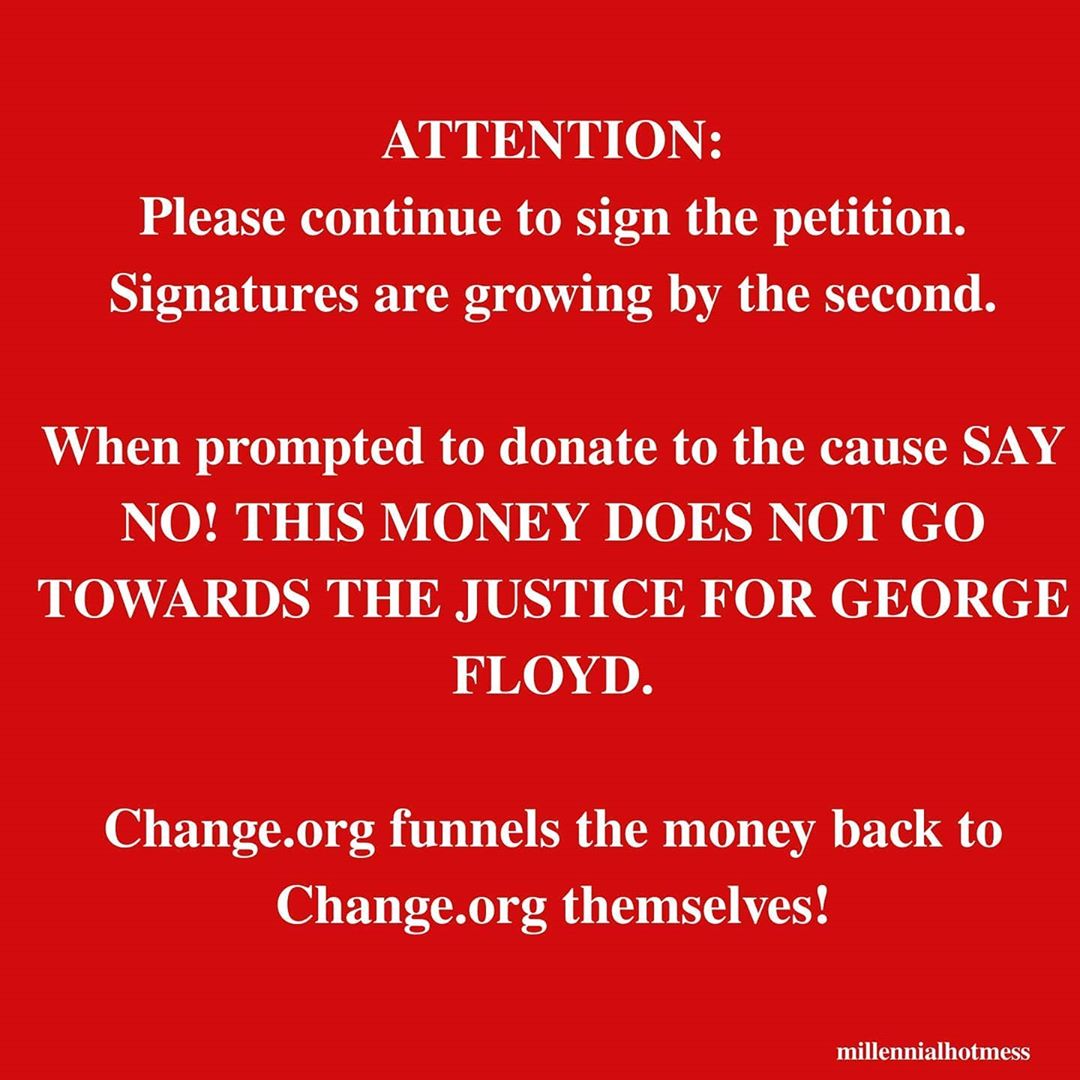 ATTENTION:
Please continue to sign the petition.
Signatures are growing by the second.
When prompted to donate to the cause SAY
NO! THIS MONEY DOES NOT GO
TOWARDS THE JUSTICE FOR GEORGE
FLOYD.
Change.org funnels the money back to
Change.org themselves!
millennialhotmess